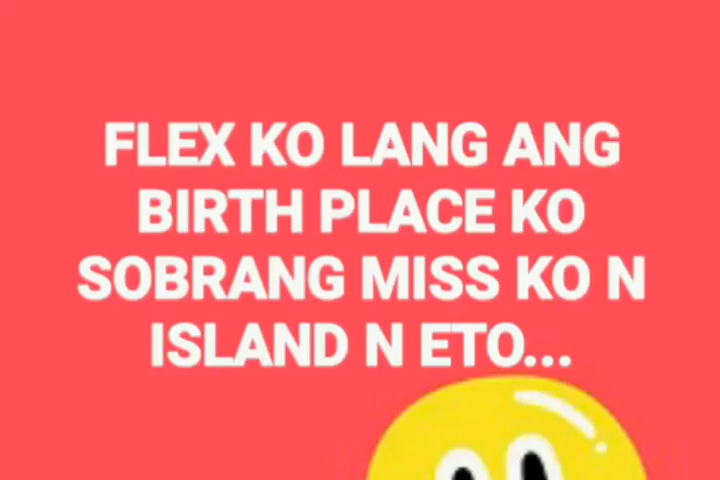 FLEX KO LANG ANG
BIRTH PLACE KO
SOBRANG MISS KO N
ISLAND N ETO...